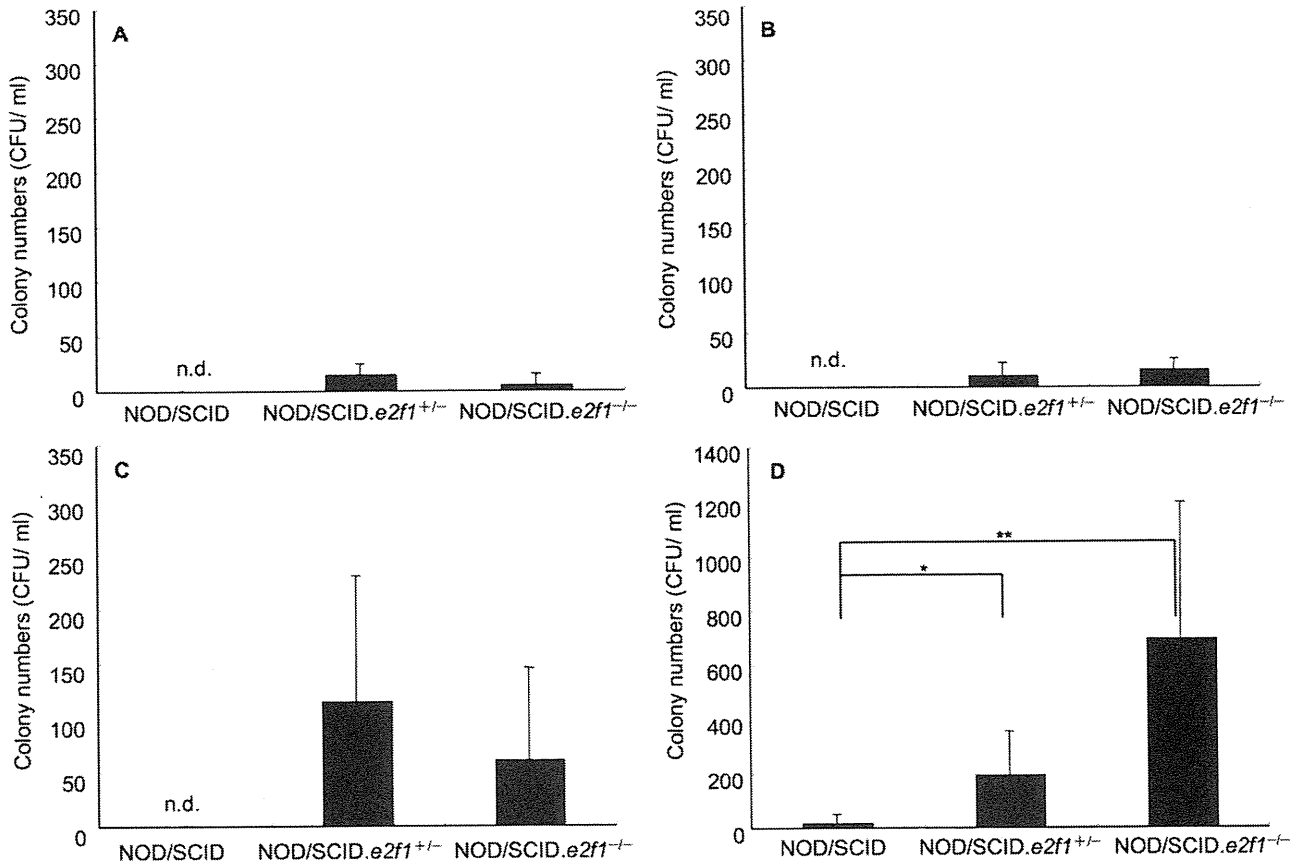 A
Colony numbers (CFU/ ml)
350
300
250
200
150
100
50
0
n.d.
NOD/SCID
NOD/SCID.e2f1+/–
NOD/SCID.e2f1–/–
B
Colony numbers (CFU/ ml)
350
300
250
200
150
100
50
0
n.d.
NOD/SCID
NOD/SCID.e2f1+/–
NOD/SCID.e2f1–/–
C
Colony numbers (CFU/ ml)
350
300
250
200
150
100
50
0
n.d.
NOD/SCID
NOD/SCID.e2f1+/–
NOD/SCID.e2f1–/–
D
Colony numbers (CFU/ ml)
1400
1200
1000
800
600
400
200
0
**
*
NOD/SCID
NOD/SCID.e2f1+/–
NOD/SCID.e2f1–/–